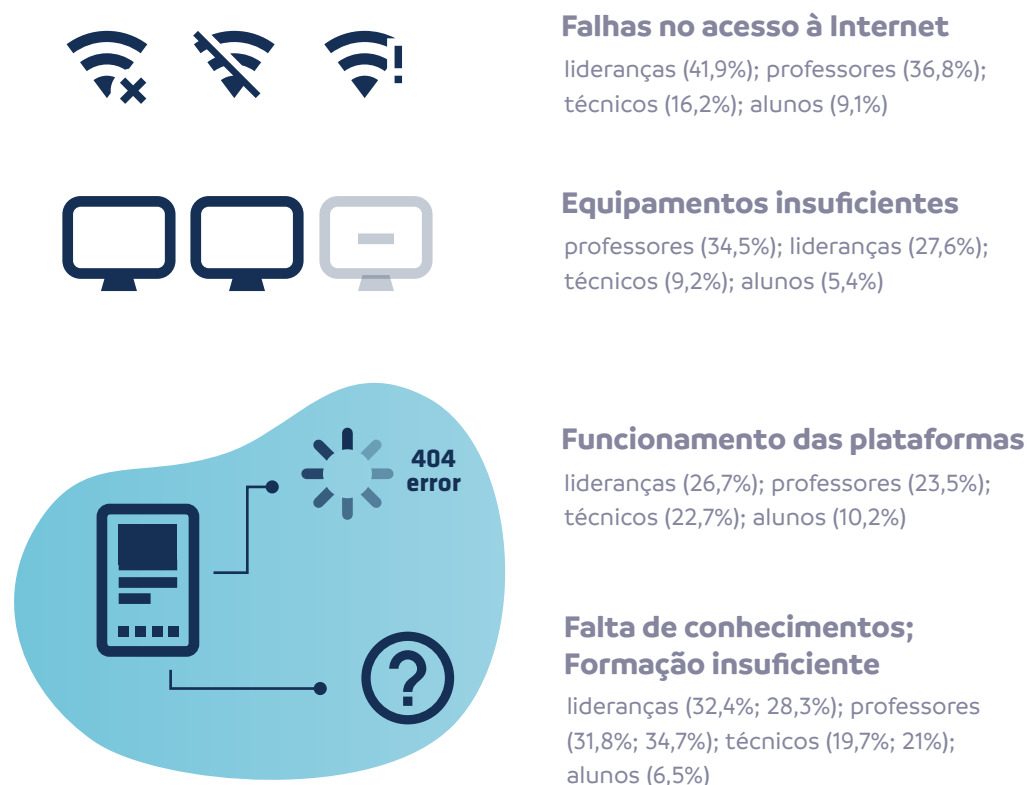 Falhas no acesso à Internet
lideranças (41,9%); professores (36,8%);
técnicos (16,2%); alunos (9,1%)
Equipamentos insuficientes
professores (34,5%); lideranças (27,6%);
técnicos (9,2%); alunos (5,4%)
404
error
Funcionamento das plataformas
lideranças (26,7%); professores (23,5%);
técnicos (22,7%); alunos (10,2%)
Falta de conhecimentos;
Formação insuficiente
lideranças (32,4%; 28,3%); professores
(31,8%; 34,7%); técnicos (19,7%; 21%);
alunos (6,5%)